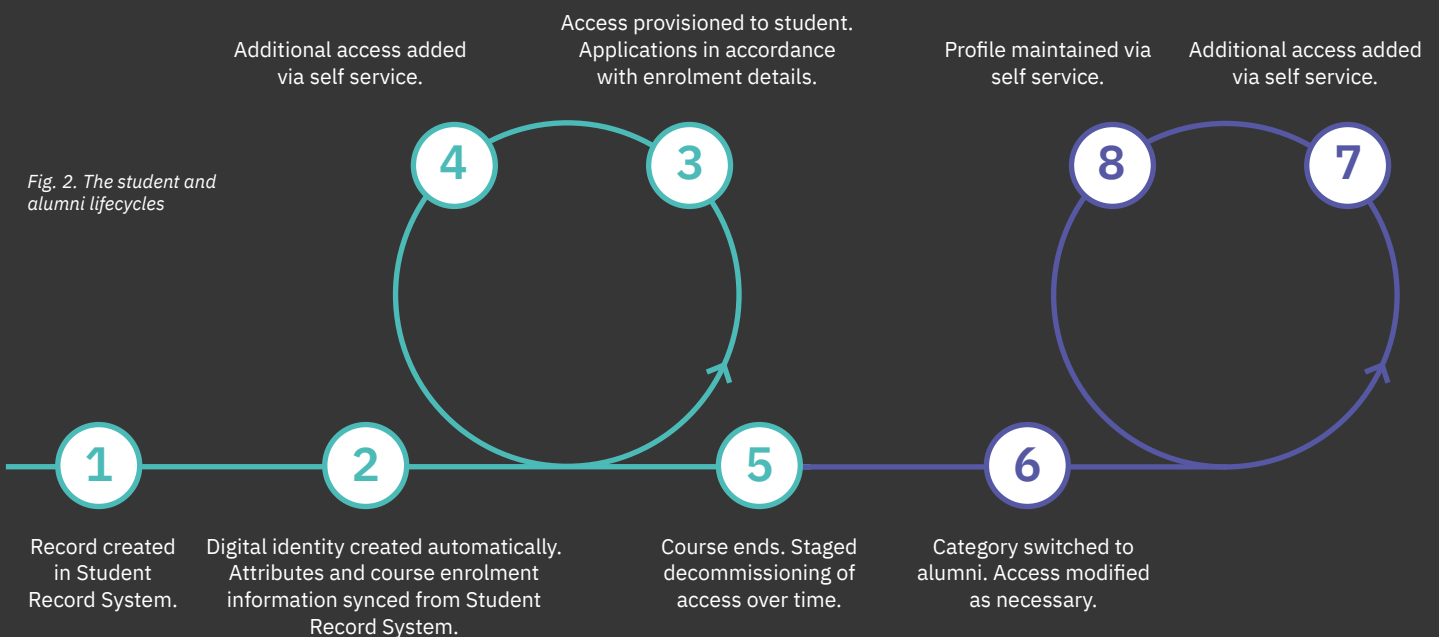 Additional access added
via self service.
Access provisioned to student.
Applications in accordance
with enrolment details.
Profile maintained via
self service.
Additional access added
via self service.
Fig. 2. The student and
alumni lifecycles
4
3
8
7
1
2
5
6
Record created
in Student
Record System.
Digital identity created automatically.
Attributes and course enrolment
information synced from Student
Record System.
Course ends. Staged
decommissioning of
access over time.
Category switched to
alumni. Access modified
as necessary.